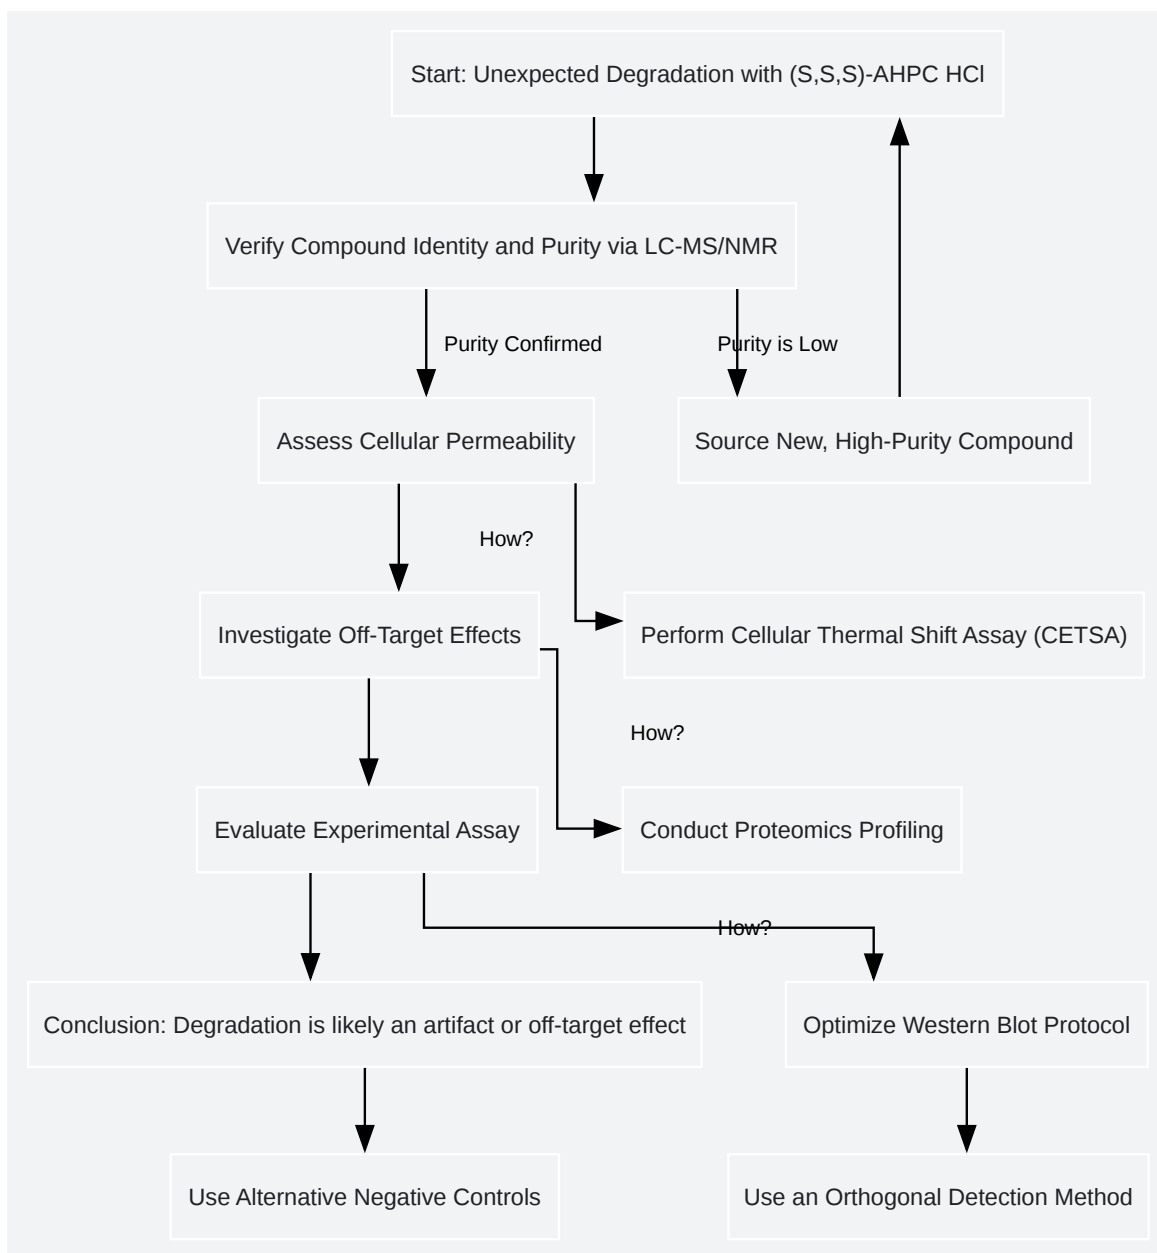 Start: Unexpected Degradation with (S,S,S)-AHPC HCl
Verify Compound Identity and Purity via LC-MS/NMR
Purity Confirmed
Purity is Low
Assess Cellular Permeability
Source New, High-Purity Compound
How?
Investigate Off-Target Effects
Perform Cellular Thermal Shift Assay (CETSA)
How?
Evaluate Experimental Assay
Conduct Proteomics Profiling
How?
Conclusion: Degradation is likely an artifact or off-target effect
Optimize Western Blot Protocol
Use Alternative Negative Controls
Use an Orthogonal Detection Method